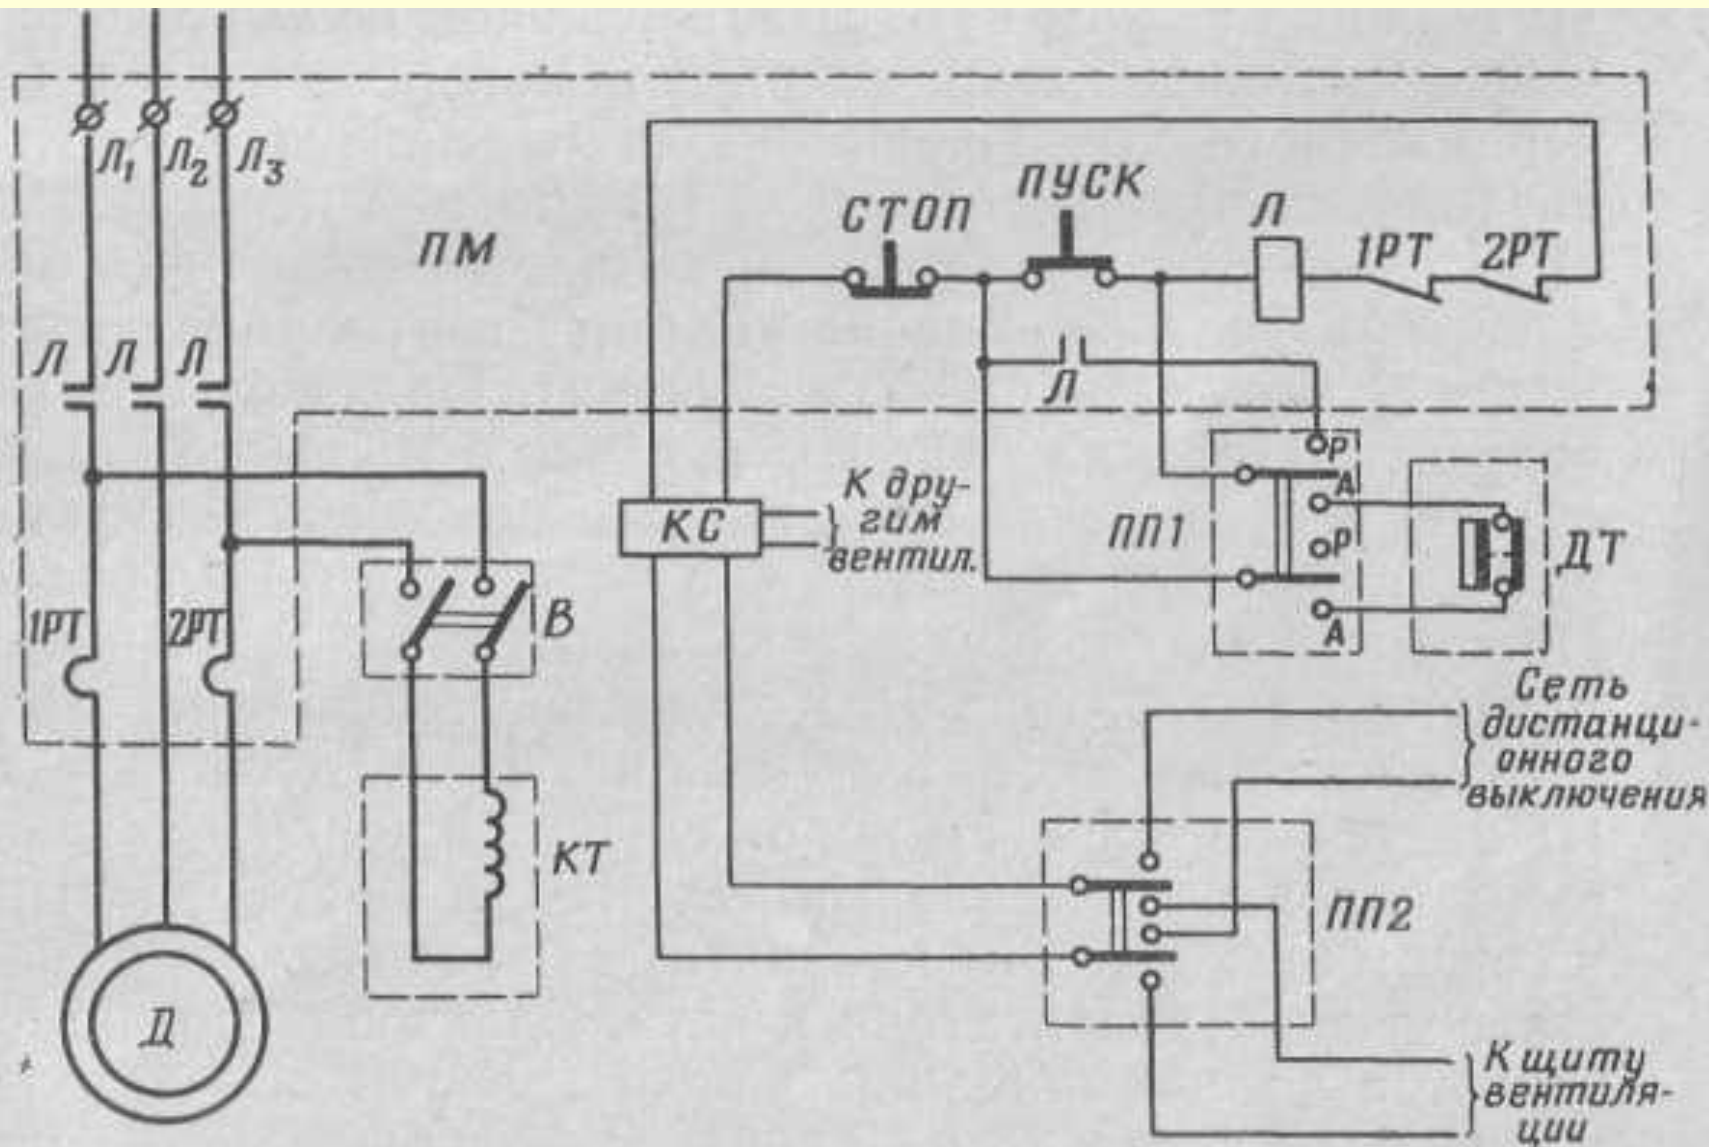 Л1 Л2 Л3
ПМ
СТОП
ПУСК
Л
1РТ
2РТ
Л Л Л
Л
Р
А
Р
А
ПП1
ДТ
КС
К дру-
гим
вентил.
1РТ
2РТ
В
КТ
Сеть
дистанци-
онного
выключения
ПП2
Д
К щиту
вентиля-
ции